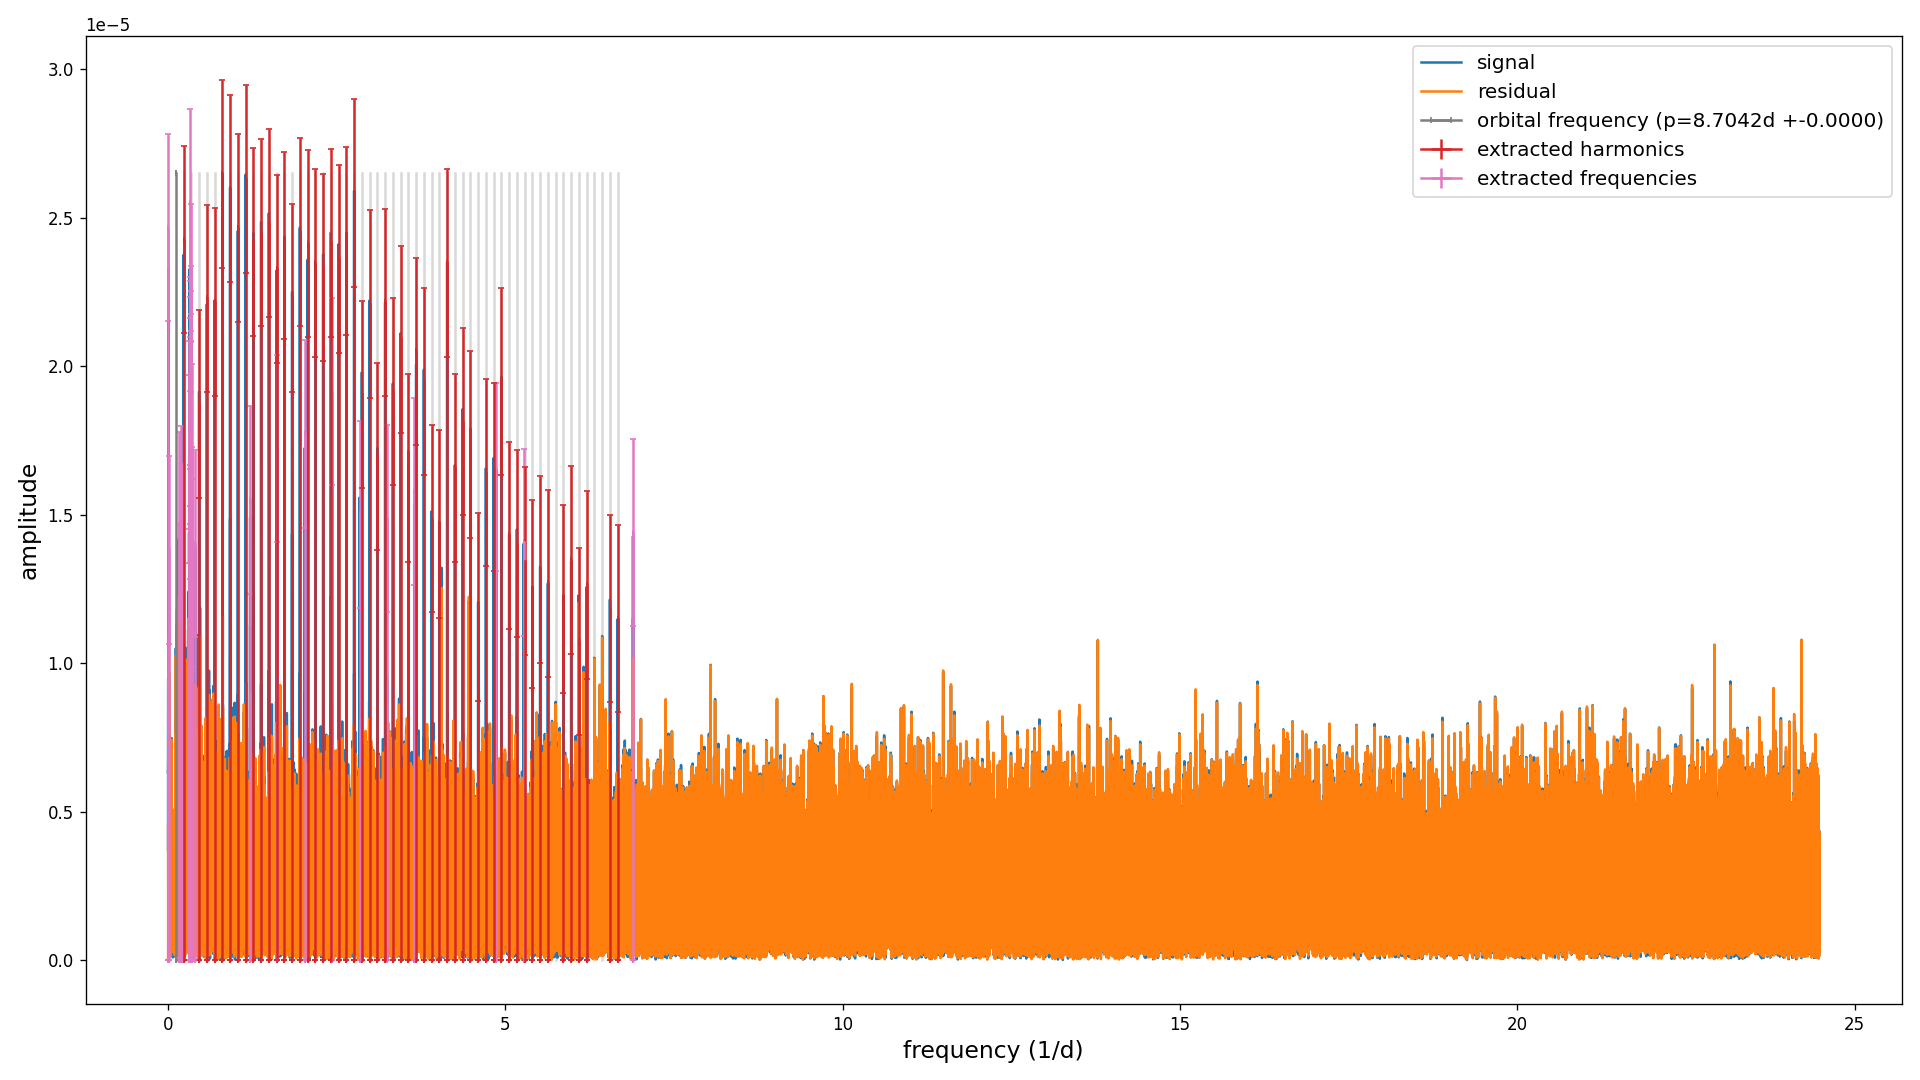 1e−5
3.0
2.5
2.0
1.5
1.0
0.5
0.0
amplitude
signal
residual
orbital frequency (p=8.7042d +-0.0000)
extracted harmonics
extracted frequencies
0 5 10 15 20 25
frequency (1/d)